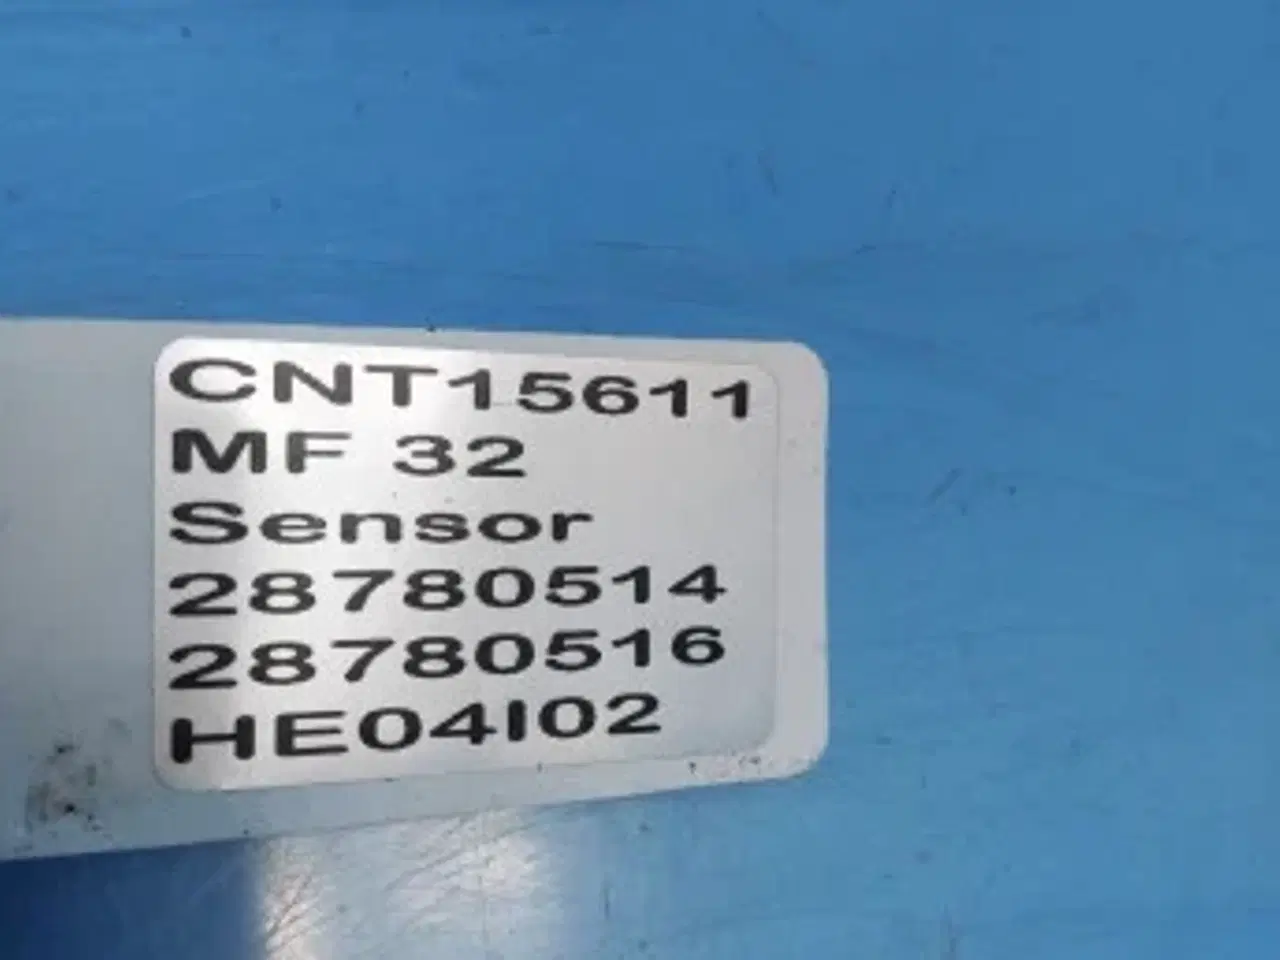 CNT15611
MF 32
Sensor
28780514
28780516
HE04I02